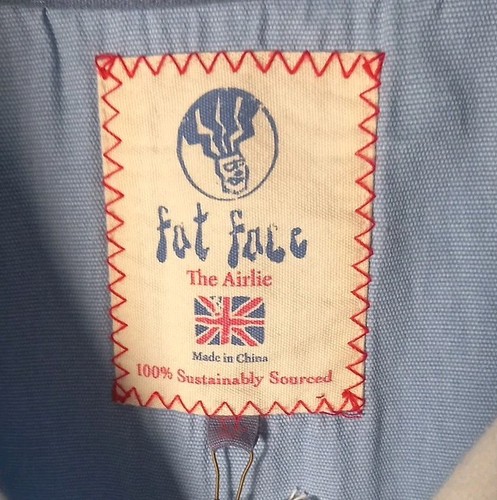 fat face
The Airlie
Made in China
100% Sustainably Sourced